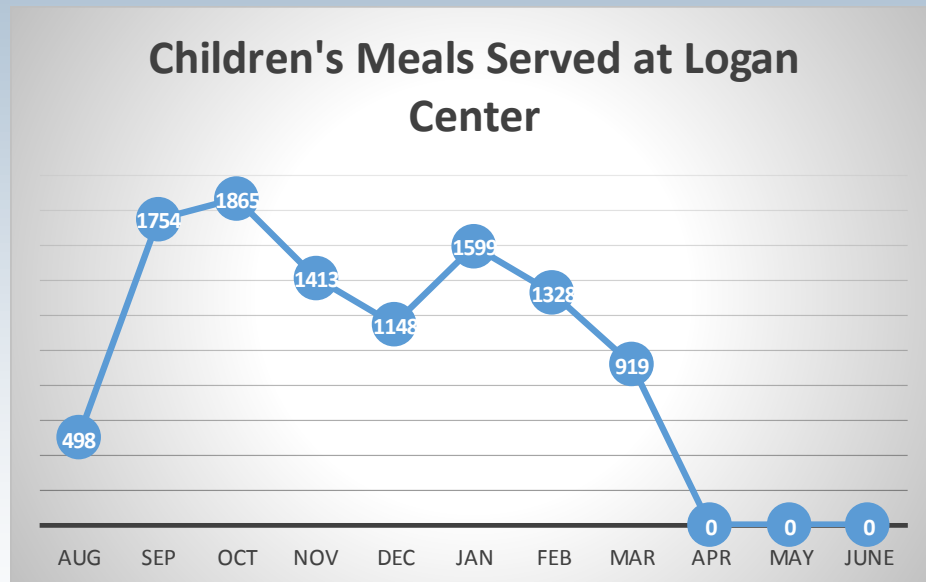 Children's Meals Served at Logan
Center
1865
1754
1599
1413
1328
1148
919
498
0 0 0
AUG SEP OCT NOV DEC JAN FEB MAR APR MAY JUNE